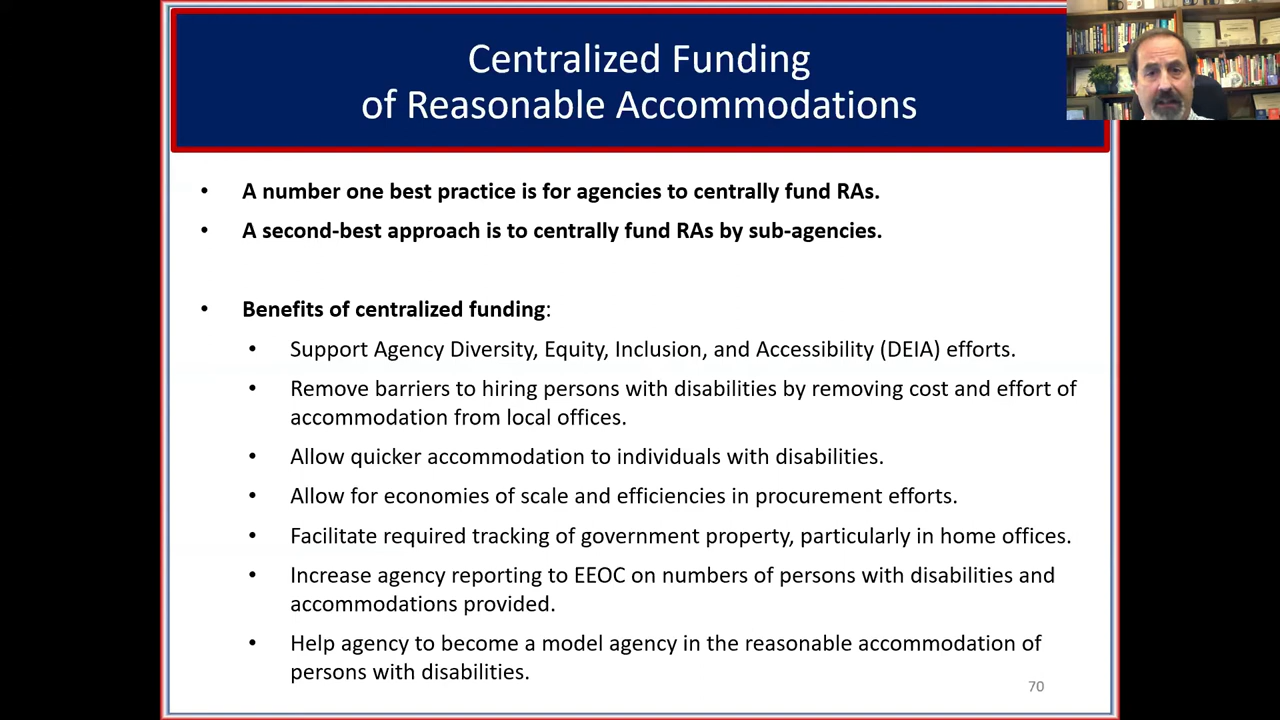 Centralized Funding
of Reasonable Accommodations
• A number one best practice is for agencies to centrally fund RAs.
• A second-best approach is to centrally fund RAs by sub-agencies.
• Benefits of centralized funding:
• Support Agency Diversity, Equity, Inclusion, and Accessibility (DEIA) efforts.
• Remove barriers to hiring persons with disabilities by removing cost and effort of
accommodation from local offices.
• Allow quicker accommodation to individuals with disabilities.
• Allow for economies of scale and efficiencies in procurement efforts.
• Facilitate required tracking of government property, particularly in home offices.
• Increase agency reporting to EEOC on numbers of persons with disabilities and
accommodations provided.
• Help agency to become a model agency in the reasonable accommodation of
persons with disabilities.
70